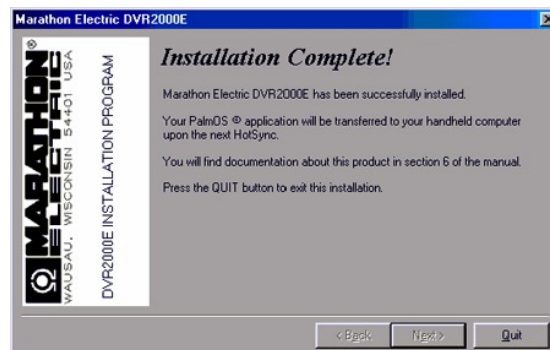 Marathon Electric DVR2000E
MARATHON®
ELECTRIC
WAUSAU, WISCONSIN 54401 USA
DVR2000E INSTALLATION PROGRAM
Installation Complete!
Marathon Electric DVR2000E has been successfully installed.
Your PalmOS ® application will be transferred to your handheld computer
upon the next HotSync.
You will find documentation about this product in section 6 of the manual.
Press the QUIT button to exit this installation.
< Back
Next >
Quit